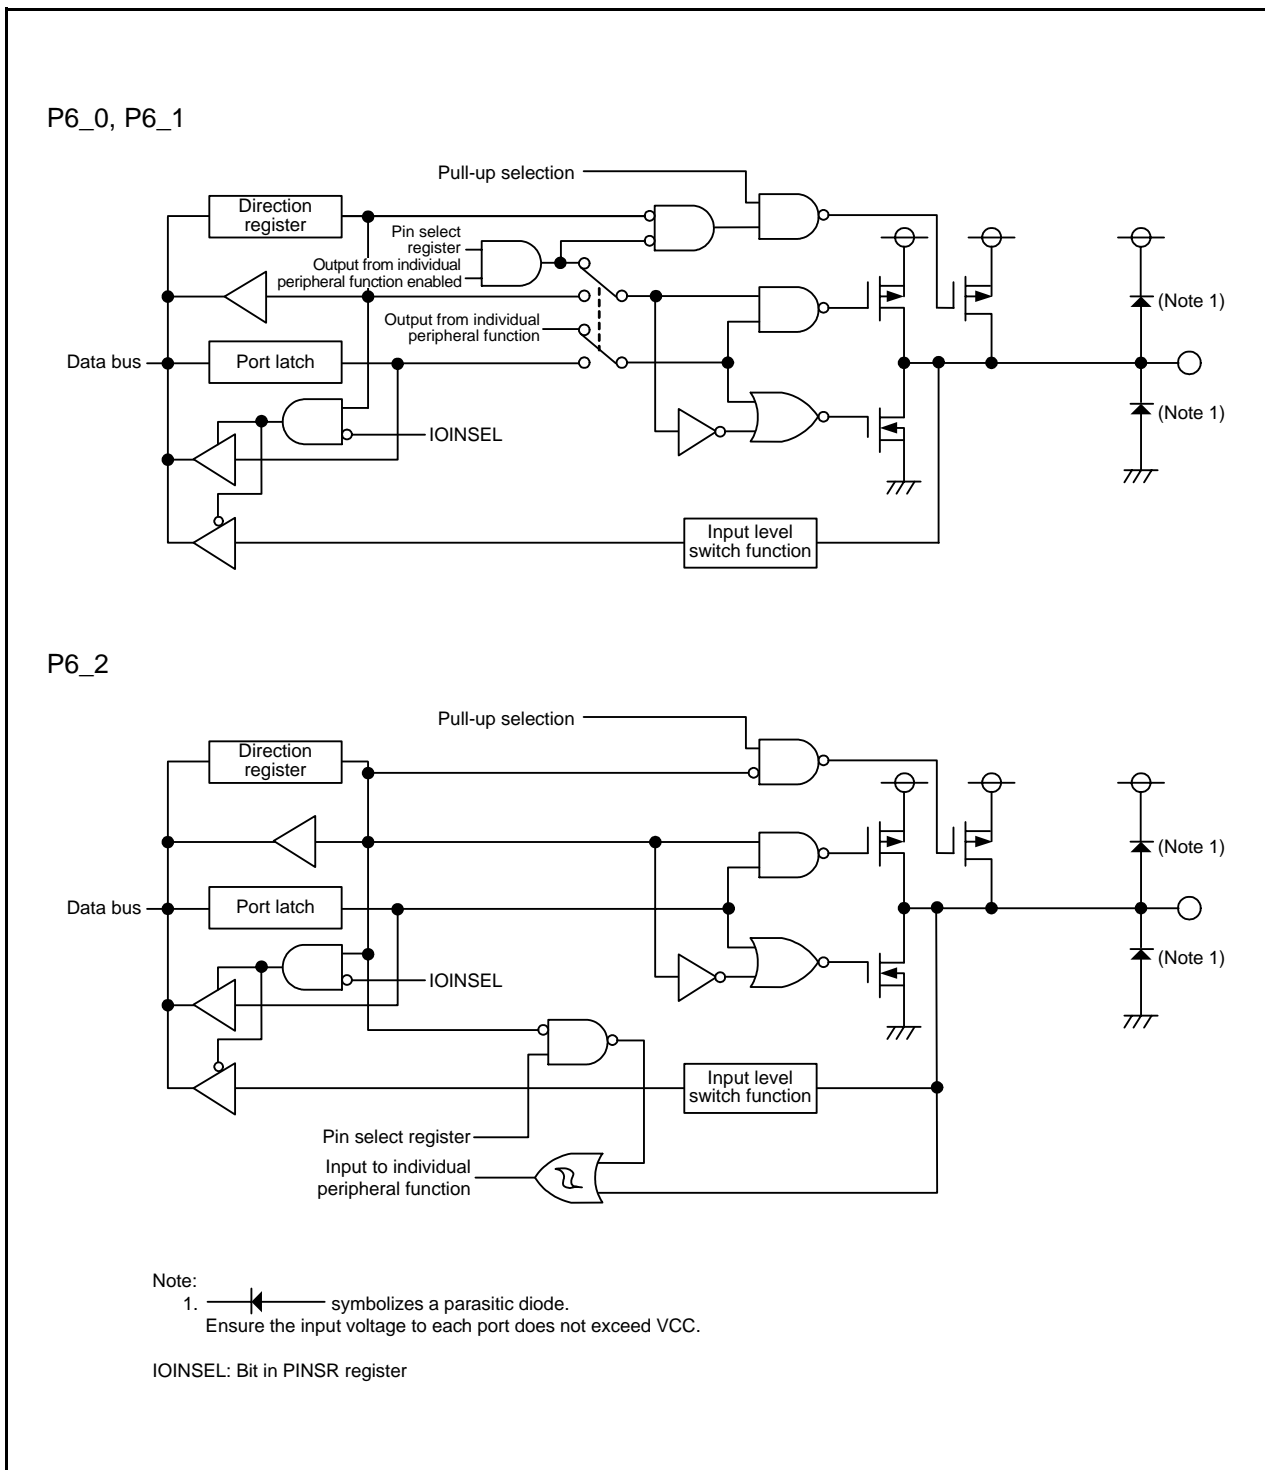 P6_0, P6_1
Pull-up selection
Direction
register
Pin select
register
Output from individual
peripheral function enabled
(Note 1)
Output from individual
peripheral function
Data bus
Port latch
(Note 1)
IOINSEL
Input level
switch function
P6_2
Pull-up selection
Direction
register
(Note 1)
Data bus
Port latch
(Note 1)
IOINSEL
Input level
switch function
Pin select register
Input to individual
peripheral function
Note:
1. symbolizes a parasitic diode.
Ensure the input voltage to each port does not exceed VCC.
IOINSEL: Bit in PINSR register